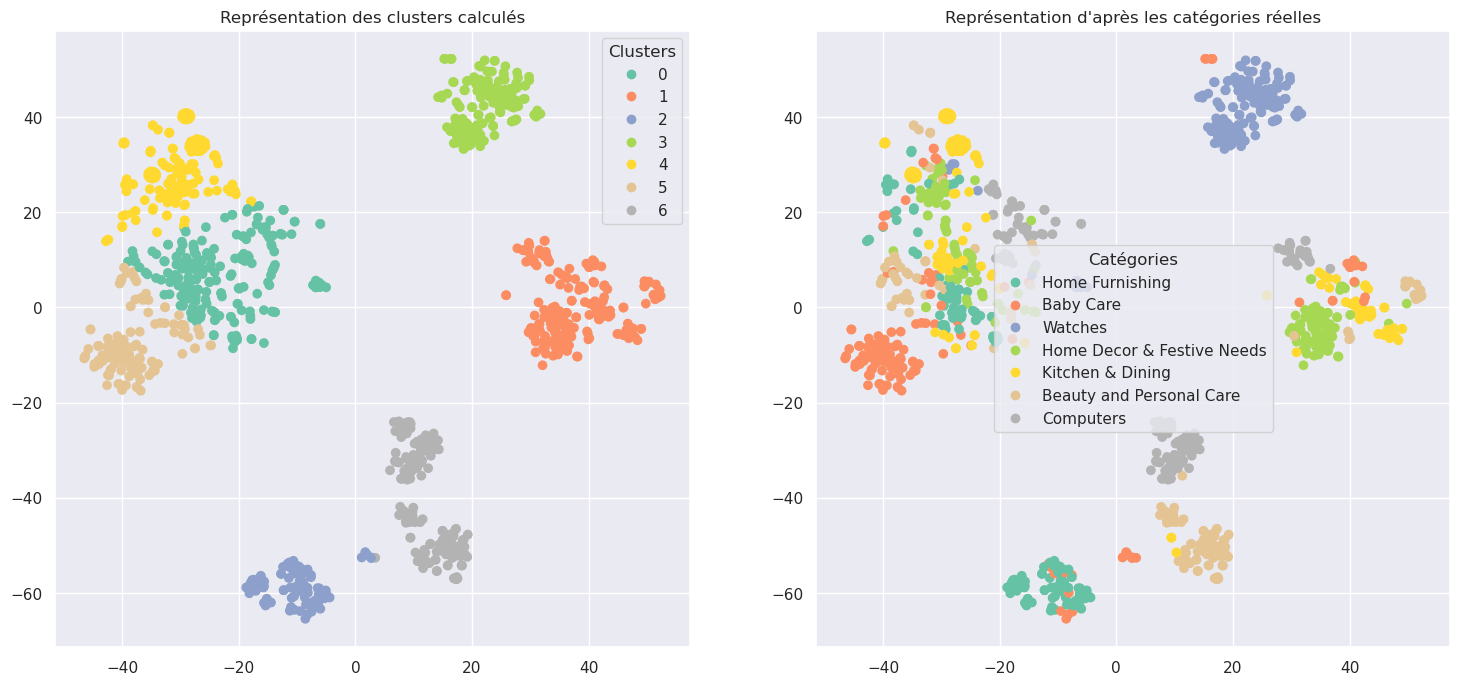 Représentation des clusters calculés
Clusters
0
1
2
3
4
5
6
40
20
0
−20
−40
−60
−40
−20
0
20
40
Représentation d'après les catégories réelles
Catégories
Home Furnishing
Baby Care
Watches
Home Decor & Festive Needs
Kitchen & Dining
Beauty and Personal Care
Computers
40
20
0
−20
−40
−60
−40
−20
0
20
40